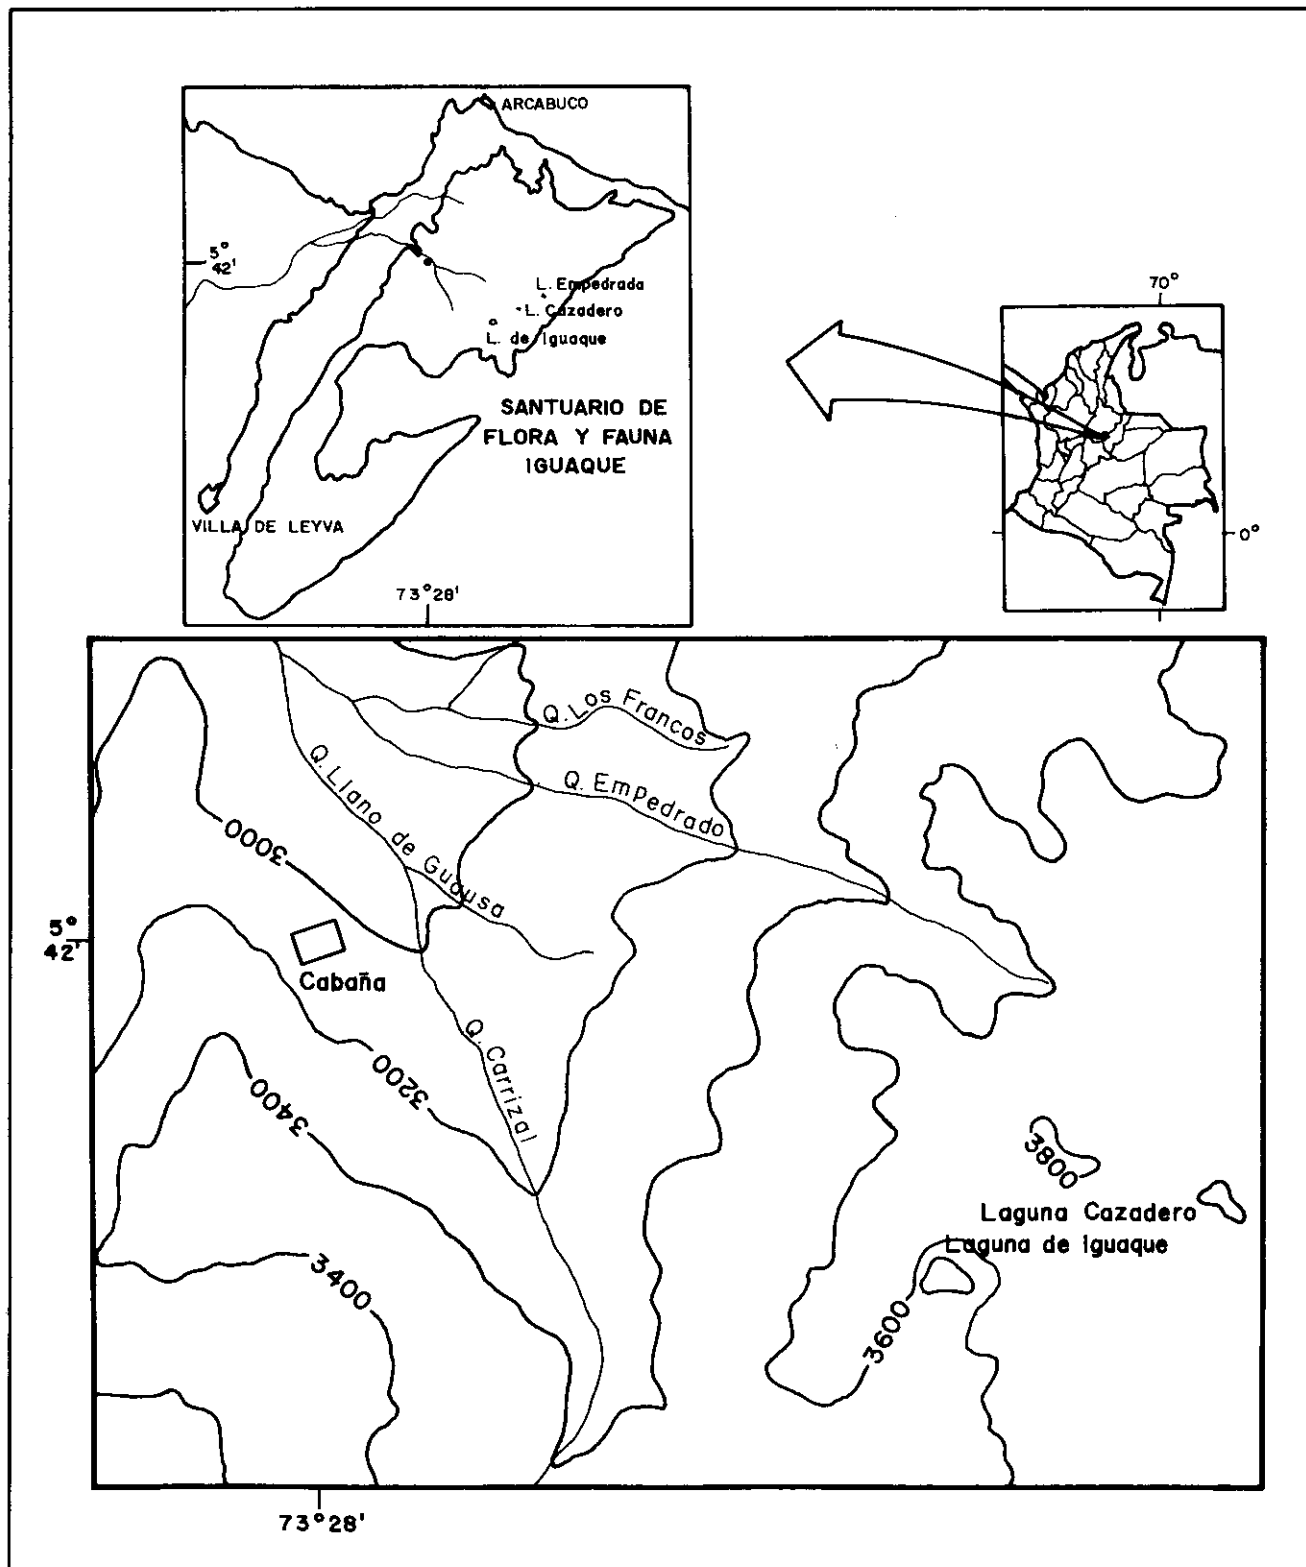 ARCABUCO
5°
42'
L. Empedrada
L. Cazadero
L. de Iguaque
SANTUARIO DE
FLORA Y FAUNA
IGUAQUE
VILLA DE LEYVA
73°28'
70°
0°
Q. Los Francos
Q. Empedrado
Q. Llano de Guausa
3000
5°
42'
Cabaña
Q. Carrizal
3200
3400
3800
Laguna Cazadero
Laguna de Iguaque
3400
3600
73°28'